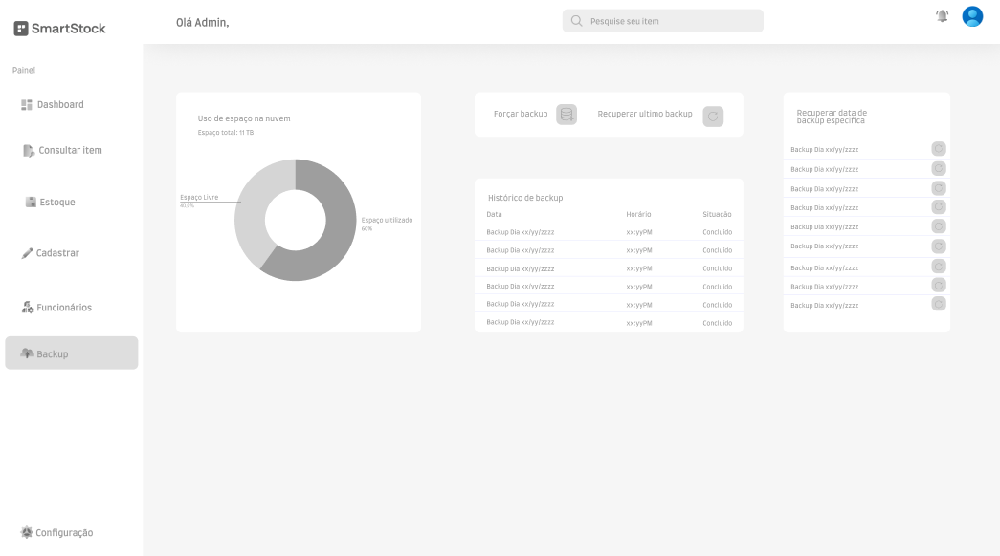 SmartStock
Olá Admin,
Pesquise seu item
Painel
Dashboard
Consultar item
Estoque
Cadastrar
Funcionários
Backup
Configuração
Uso de espaço na nuvem
Espaço total: 11 TB
Espaço Livre
41.0%
Espaço ultilizado
60%
Forçar backup
Recuperar ultimo backup
Histórico de backup
Data Horário Situação
Backup Dia xx/yy/zzzz xx:yyPM Concluído
Backup Dia xx/yy/zzzz xx:yyPM Concluído
Backup Dia xx/yy/zzzz xx:yyPM Concluído
Backup Dia xx/yy/zzzz xx:yyPM Concluído
Backup Dia xx/yy/zzzz xx:yyPM Concluído
Backup Dia xx/yy/zzzz xx:yyPM Concluído
Recuperar data de
backup especifica
Backup Dia xx/yy/zzzz
Backup Dia xx/yy/zzzz
Backup Dia xx/yy/zzzz
Backup Dia xx/yy/zzzz
Backup Dia xx/yy/zzzz
Backup Dia xx/yy/zzzz
Backup Dia xx/yy/zzzz
Backup Dia xx/yy/zzzz
Backup Dia xx/yy/zzzz